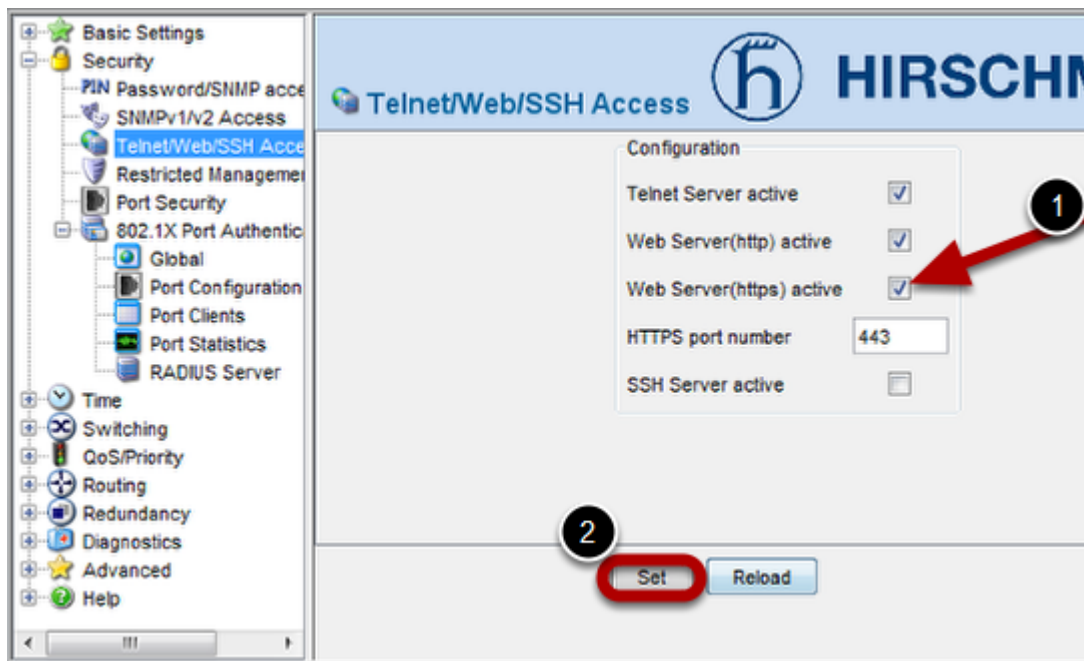 Basic Settings
Security
PIN Password/SNMP acce
SNMPv1/v2 Access
Telnet/Web/SSH Acce
Restricted Managemer
Port Security
802.1X Port Authentic
Global
Port Configuration
Port Clients
Port Statistics
RADIUS Server
Time
Switching
QoS/Priority
Routing
Redundancy
Diagnostics
Advanced
Help
Telnet/Web/SSH Access
h HIRSCHM
Configuration
Telnet Server active
1
Web Server(http) active
Web Server(https) active
HTTPS port number 443
SSH Server active
2
Set Reload